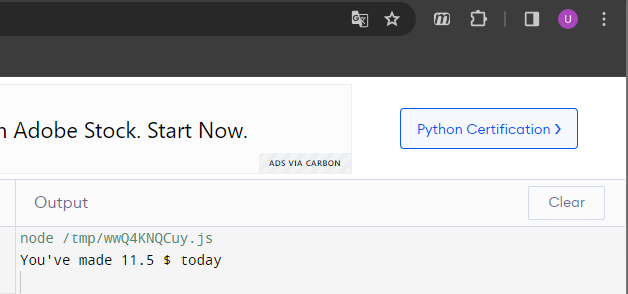 U
n Adobe Stock. Start Now.
ADS VIA CARBON
Python Certification
Output
Clear
node /tmp/wwQ4KNQCuy.js
You've made 11.5 $ today